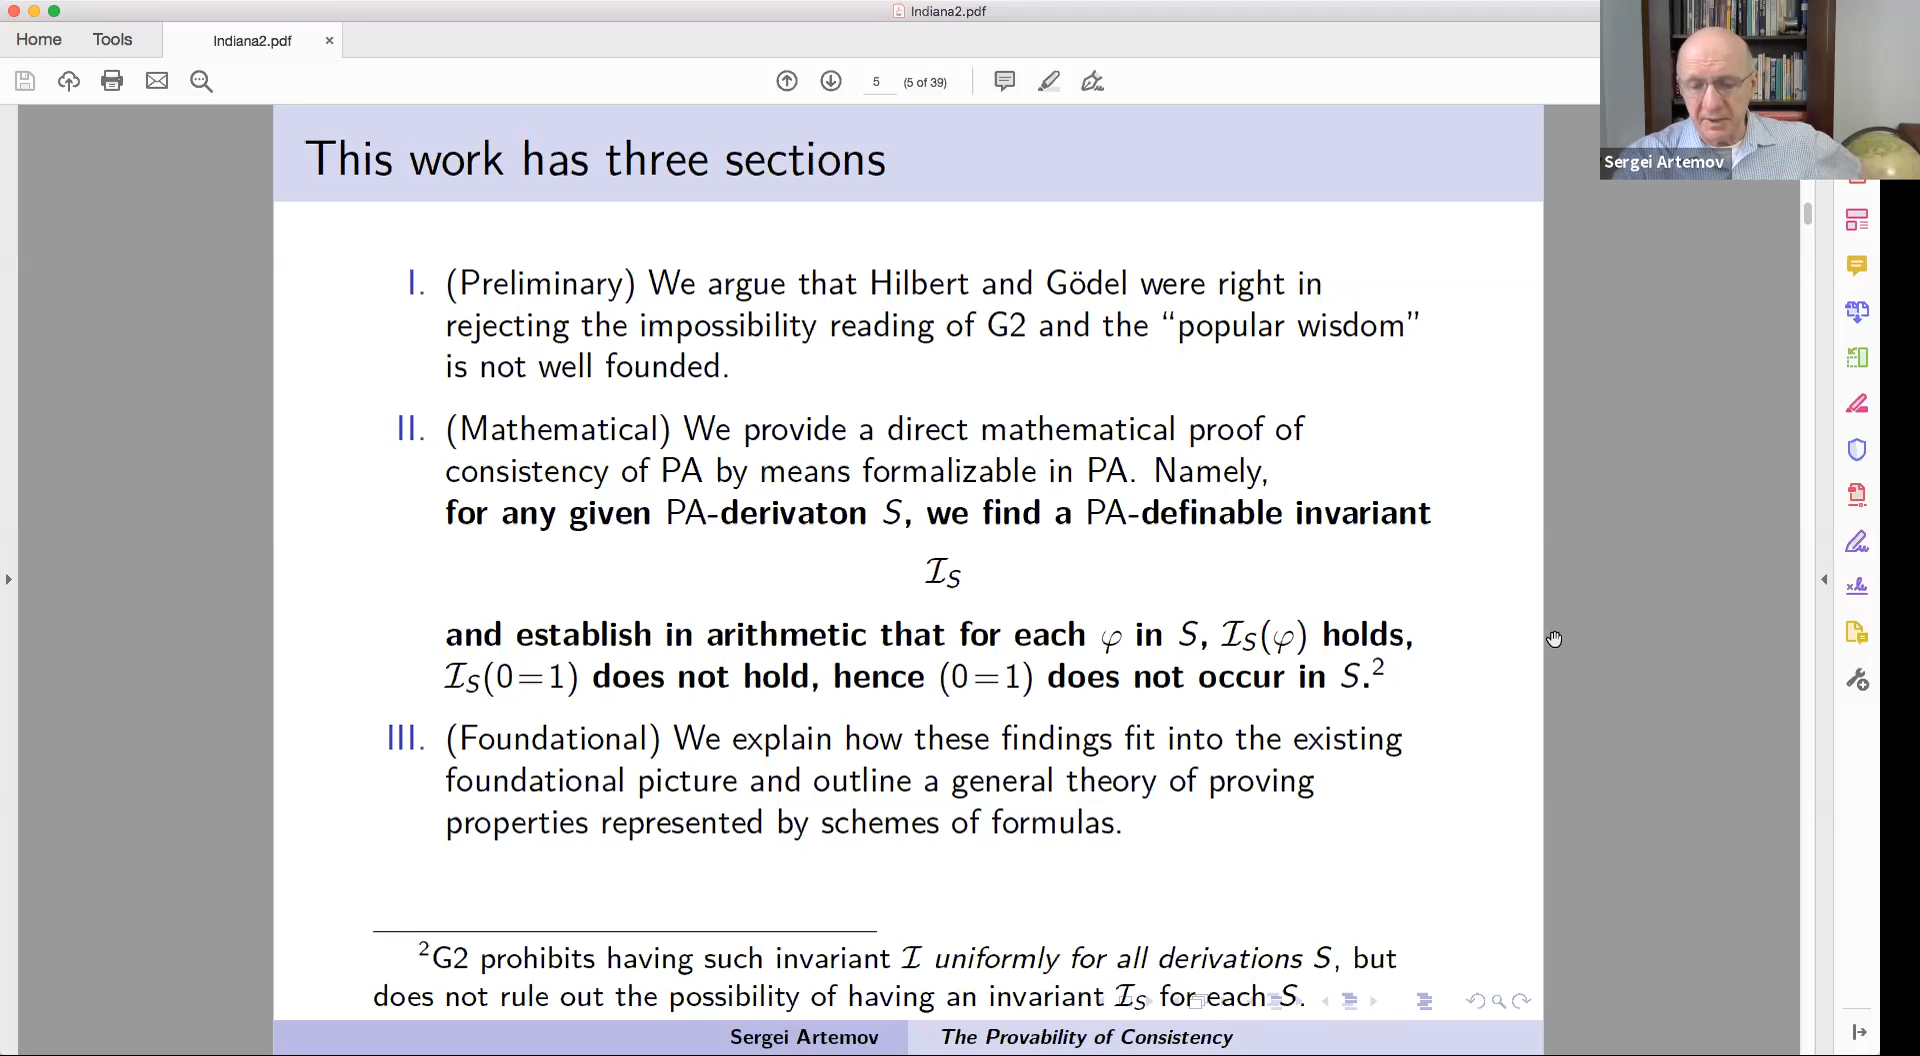 Indiana2.pdf
Home Tools Indiana2.pdf ×
5 (5 of 39)
Sergei Artemov
This work has three sections
I. (Preliminary) We argue that Hilbert and Gödel were right in
rejecting the impossibility reading of G2 and the “popular wisdom”
is not well founded.
II. (Mathematical) We provide a direct mathematical proof of
consistency of PA by means formalizable in PA. Namely,
for any given PA-derivaton S, we find a PA-definable invariant
ℐ_S
and establish in arithmetic that for each φ in S, ℐ_S(φ) holds,
ℐ_S(0=1) does not hold, hence (0=1) does not occur in S.²
III. (Foundational) We explain how these findings fit into the existing
foundational picture and outline a general theory of proving
properties represented by schemes of formulas.
²G2 prohibits having such invariant ℐ uniformly for all derivations S, but
does not rule out the possibility of having an invariant ℐ_S for each S.
Sergei Artemov The Provability of Consistency